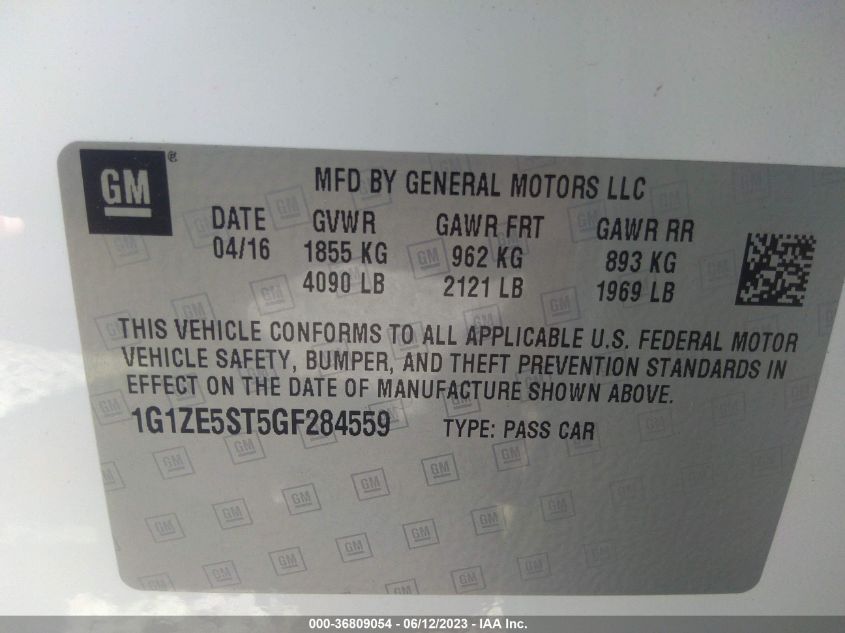 GM ®
MFD BY GENERAL MOTORS LLC
DATE GVWR GAWR FRT GAWR RR
04/16 1855 KG 962 KG 893 KG
4090 LB 2121 LB 1969 LB
THIS VEHICLE CONFORMS TO ALL APPLICABLE U.S. FEDERAL MOTOR
VEHICLE SAFETY, BUMPER, AND THEFT PREVENTION STANDARDS IN
EFFECT ON THE DATE OF MANUFACTURE SHOWN ABOVE.
1G1ZE5ST5GF284559 TYPE: PASS CAR
000-36809054 - 06/12/2023 - IAA Inc.